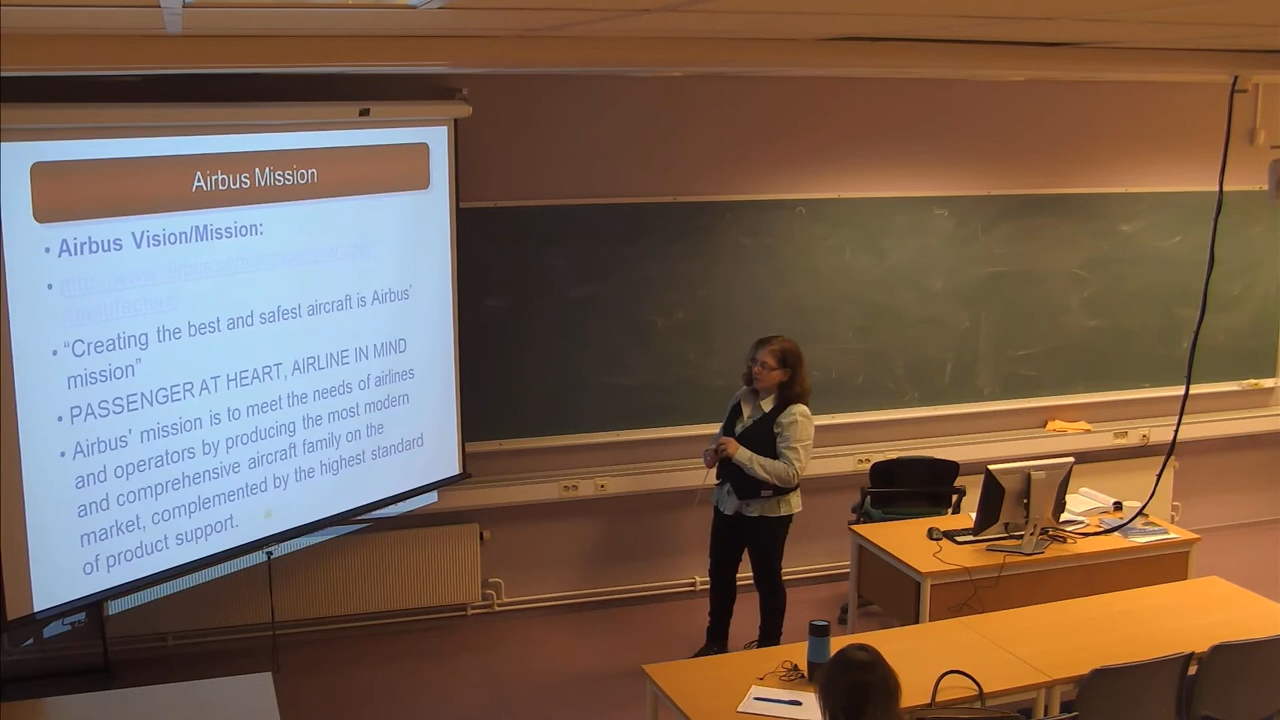 Airbus Mission
• Airbus Vision/Mission:
•
manufacture
• “Creating the best and safest aircraft is Airbus’
mission”
• PASSENGER AT HEART, AIRLINE IN MIND
• Airbus' mission is to meet the needs of airlines
and operators by producing the most modern
and comprehensive aircraft family on the
market, complemented by the highest standard
of product support.